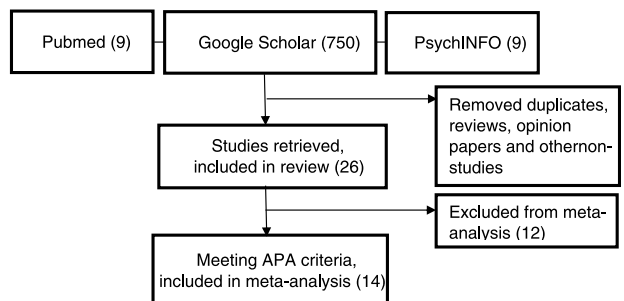 Pubmed (9)
Google Scholar (750)
PsychINFO (9)
Removed duplicates,
reviews, opinion
papers and othernon-
studies
Studies retrieved,
included in review (26)
Excluded from meta-
analysis (12)
Meeting APA criteria,
included in meta-analysis (14)